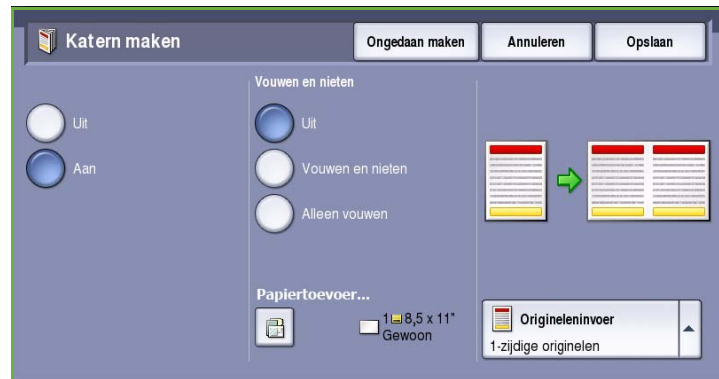 Katern maken
Ongedaan maken
Annuleren
Opslaan
Uit
Aan
Vouwen en nieten
Uit
Vouwen en nieten
Alleen vouwen
Papiertoevoer...
1 8,5 x 11"
Gewoon
Origineleninvoer
1-zijdige originelen